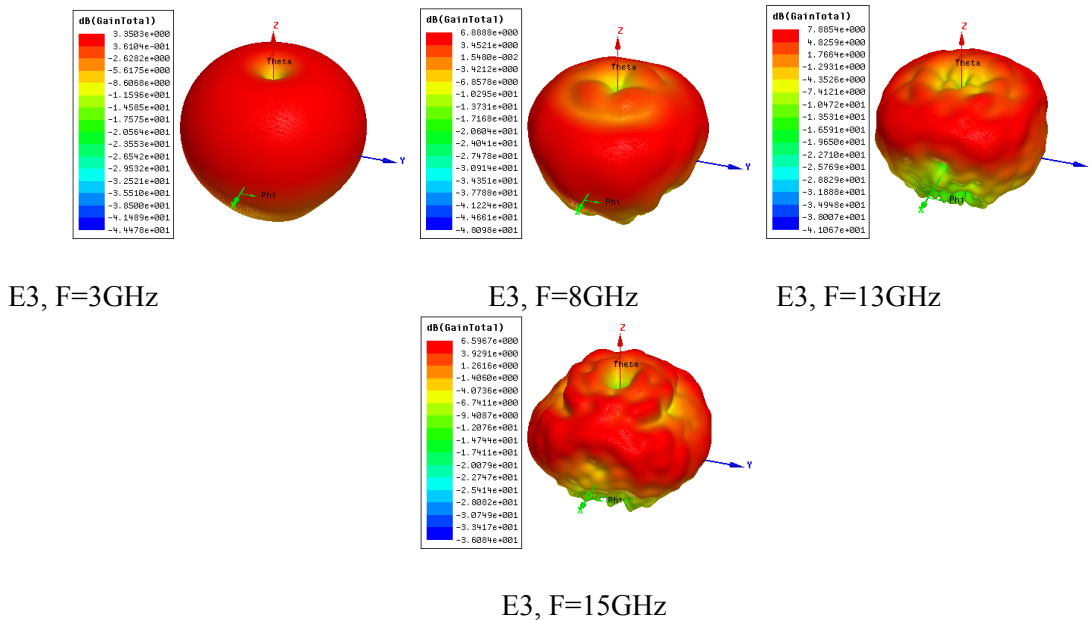 dB(GainTotal)
3.3503e+000
3.6104e-001
-2.6282e+000
-5.6175e+000
-8.6068e+000
-1.1596e+001
-1.4585e+001
-1.7575e+001
-2.0564e+001
-2.3553e+001
-2.6542e+001
-2.9532e+001
-3.2521e+001
-3.5510e+001
-3.8500e+001
-4.1489e+001
-4.4478e+001
Z
Theta
Y
Phi
X
dB(GainTotal)
6.8888e+000
3.4521e+000
1.5480e-002
-3.4212e+000
-6.8578e+000
-1.0295e+001
-1.3731e+001
-1.7168e+001
-2.0604e+001
-2.4041e+001
-2.7478e+001
-3.0914e+001
-3.4351e+001
-3.7788e+001
-4.1224e+001
-4.4661e+001
-4.8098e+001
Z
Theta
Y
Phi
X
dB(GainTotal)
7.8854e+000
4.8259e+000
1.7664e+000
-1.2931e+000
-4.3526e+000
-7.4121e+000
-1.0472e+001
-1.3531e+001
-1.6591e+001
-1.9650e+001
-2.2710e+001
-2.5769e+001
-2.8829e+001
-3.1888e+001
-3.4948e+001
-3.8007e+001
-4.1067e+001
Z
Theta
Phi
X
E3, F=3GHz E3, F=8GHz E3, F=13GHz
dB(GainTotal)
6.5967e+000
3.9291e+000
1.2616e+000
-1.4060e+000
-4.0736e+000
-6.7411e+000
-9.4087e+000
-1.2076e+001
-1.4744e+001
-1.7411e+001
-2.0079e+001
-2.2747e+001
-2.5414e+001
-2.8082e+001
-3.0749e+001
-3.3417e+001
-3.6084e+001
Z
Theta
Y
Phi
X
E3, F=15GHz